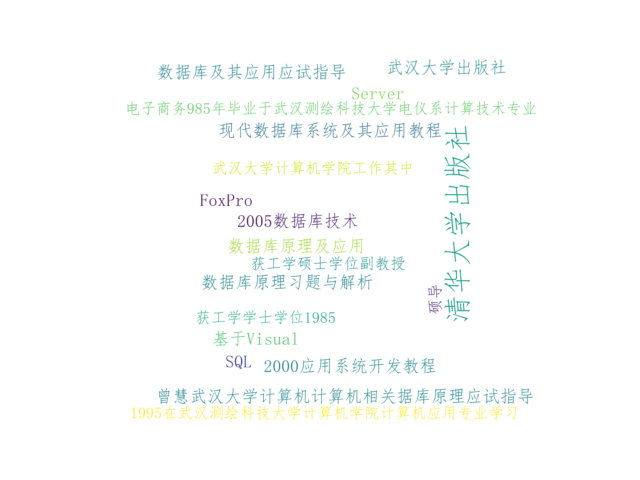 数据库及其应用应试指导
武汉大学出版社
Server
电子商务985年毕业于武汉测绘科技大学电仪系计算技术专业
现代数据库系统及其应用教程
清华大学出版社
武汉大学计算机学院工作其中
FoxPro
2005数据库技术
数据库原理及应用
获工学硕士学位副教授
数据库原理习题与解析
硕导
获工学学士学位1985
基于Visual
SQL
2000应用系统开发教程
曾慧武汉大学计算机计算机相关据库原理应试指导
1995在武汉测绘科技大学计算机学院计算机应用专业学习